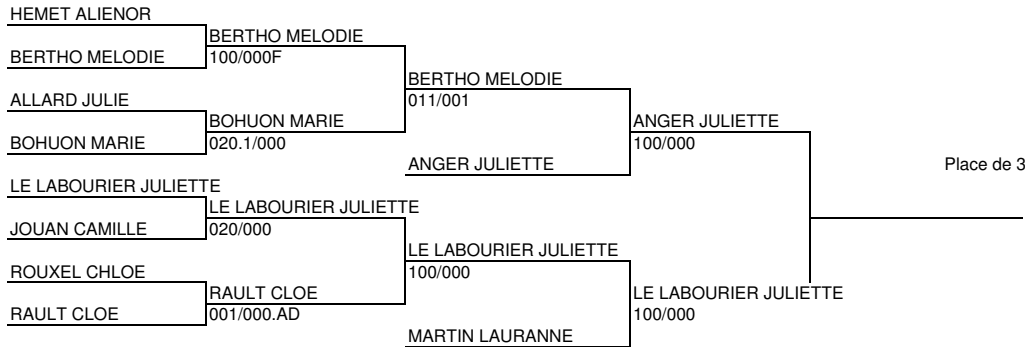 HEMET ALIENOR
BERTHO MELODIE
BERTHO MELODIE
100/000F
BERTHO MELODIE
011/001
ALLARD JULIE
BOHUON MARIE
ANGER JULIETTE
BOHUON MARIE
020.1/000
100/000
ANGER JULIETTE
Place de 3
LE LABOURIER JULIETTE
LE LABOURIER JULIETTE
JOUAN CAMILLE
020/000
LE LABOURIER JULIETTE
ROUXEL CHLOE
100/000
RAULT CLOE
LE LABOURIER JULIETTE
RAULT CLOE
001/000.AD
100/000
MARTIN LAURANNE